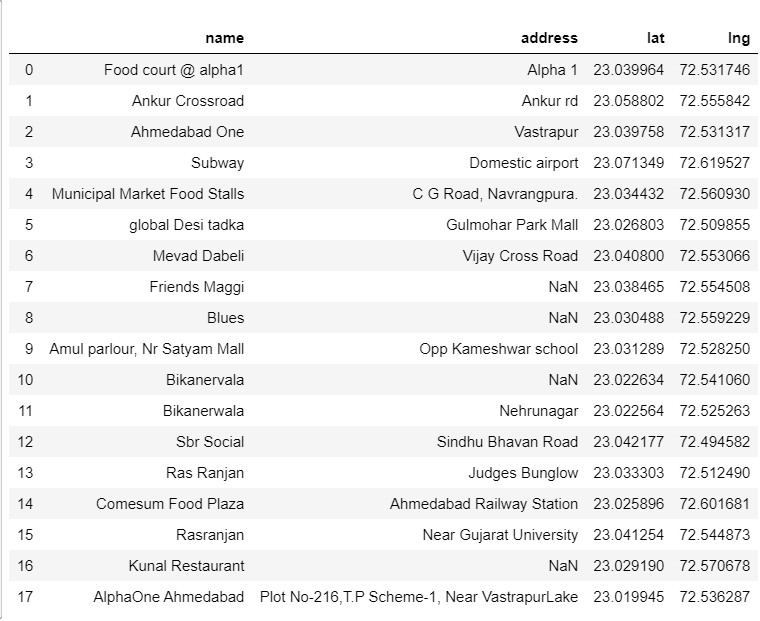 name address lat lng
0 Food court @ alpha1 Alpha 1 23.039964 72.531746
1 Ankur Crossroad Ankur rd 23.058802 72.555842
2 Ahmedabad One Vastrapur 23.039758 72.531317
3 Subway Domestic airport 23.071349 72.619527
4 Municipal Market Food Stalls C G Road, Navrangpura. 23.034432 72.560930
5 global Desi tadka Gulmohar Park Mall 23.026803 72.509855
6 Mevad Dabeli Vijay Cross Road 23.040800 72.553066
7 Friends Maggi NaN 23.038465 72.554508
8 Blues NaN 23.030488 72.559229
9 Amul parlour, Nr Satyam Mall Opp Kameshwar school 23.031289 72.528250
10 Bikanervala NaN 23.022634 72.541060
11 Bikanerwala Nehrunagar 23.022564 72.525263
12 Sbr Social Sindhu Bhavan Road 23.042177 72.494582
13 Ras Ranjan Judges Bunglow 23.033303 72.512490
14 Comesum Food Plaza Ahmedabad Railway Station 23.025896 72.601681
15 Rasranjan Near Gujarat University 23.041254 72.544873
16 Kunal Restaurant NaN 23.029190 72.570678
17 AlphaOne Ahmedabad Plot No-216,T.P Scheme-1, Near VastrapurLake 23.019945 72.536287